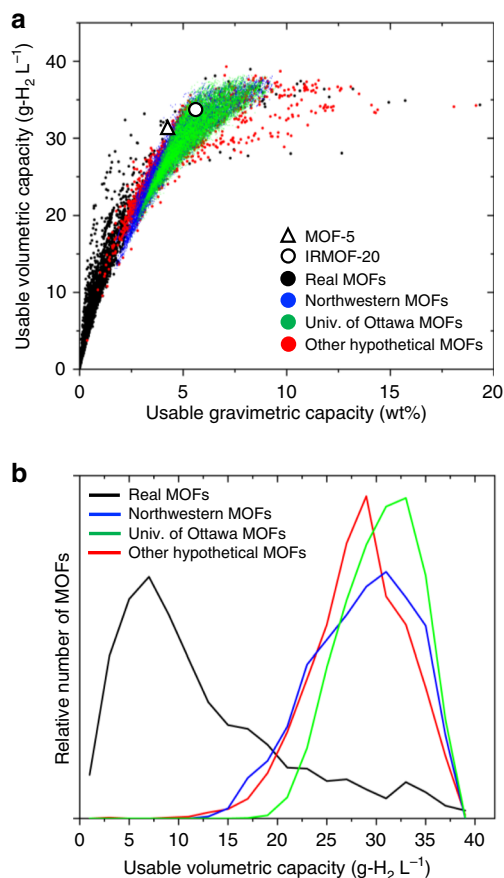 a
Usable volumetric capacity (g-H₂ L⁻¹)
40
30
20
10
0
MOF-5
IRMOF-20
Real MOFs
Northwestern MOFs
Univ. of Ottawa MOFs
Other hypothetical MOFs
0 5 10 15 20
Usable gravimetric capacity (wt%)
b
Relative number of MOFs
Real MOFs
Northwestern MOFs
Univ. of Ottawa MOFs
Other hypothetical MOFs
0 5 10 15 20 25 30 35 40
Usable volumetric capacity (g-H₂ L⁻¹)